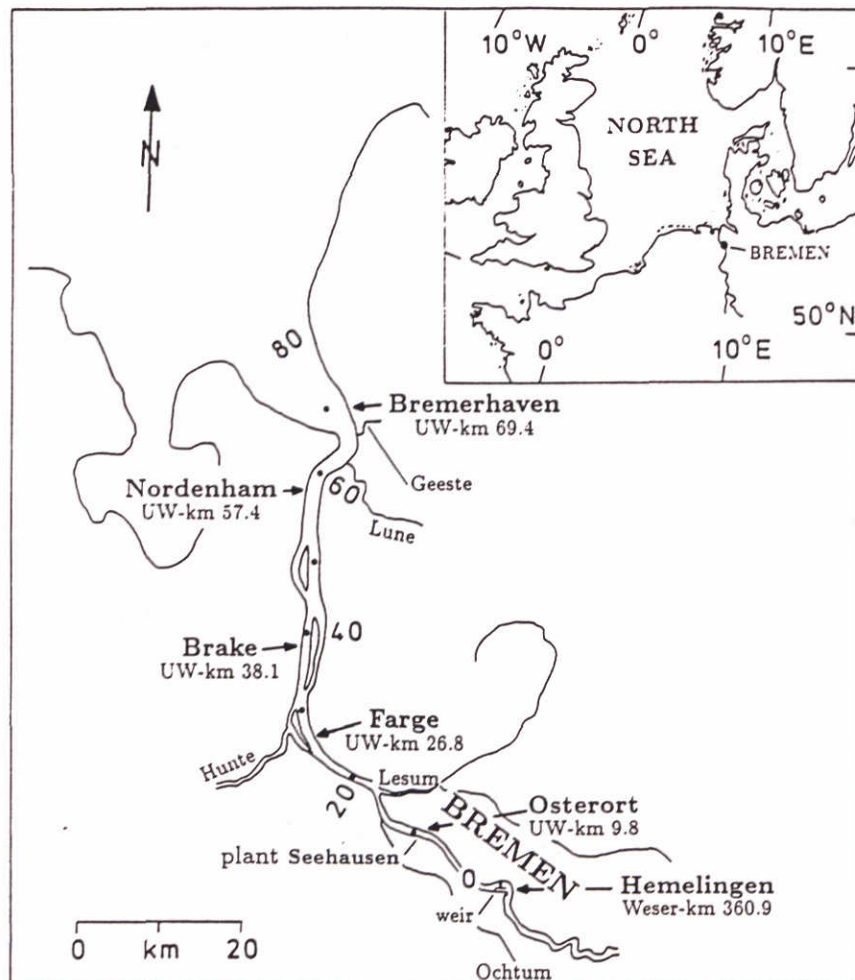 10°W
0°
10°E
NORTH
SEA
BREMEN
50°N
0°
10°E
N
80
Bremerhaven
UW-km 69.4
Geeste
Nordenham
UW-km 57.4
60
Lune
40
Brake
UW-km 38.1
Farge
UW-km 26.8
Hunte
Lesum
20
Osterort
UW-km 9.8
BREMEN
plant Seehausen
0
Hemelingen
Weser-km 360.9
weir
Ochtum
0 km 20